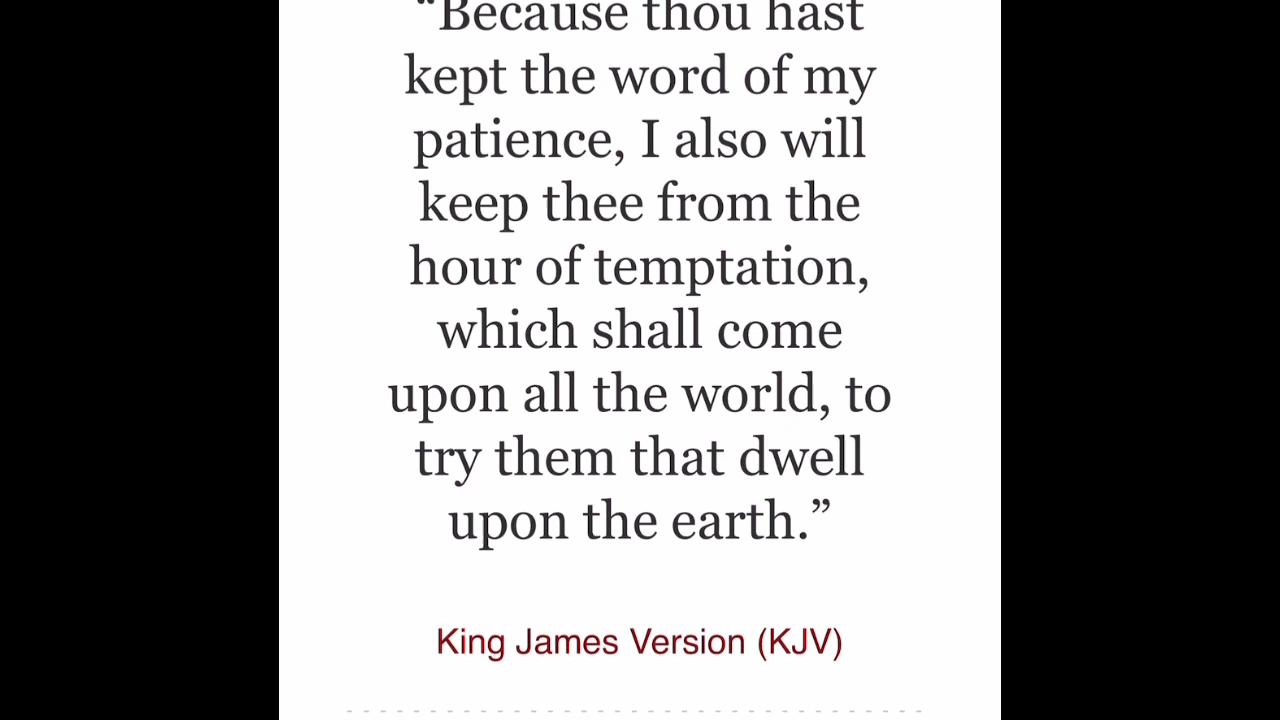 “Because thou hast
kept the word of my
patience, I also will
keep thee from the
hour of temptation,
which shall come
upon all the world, to
try them that dwell
upon the earth.”
King James Version (KJV)